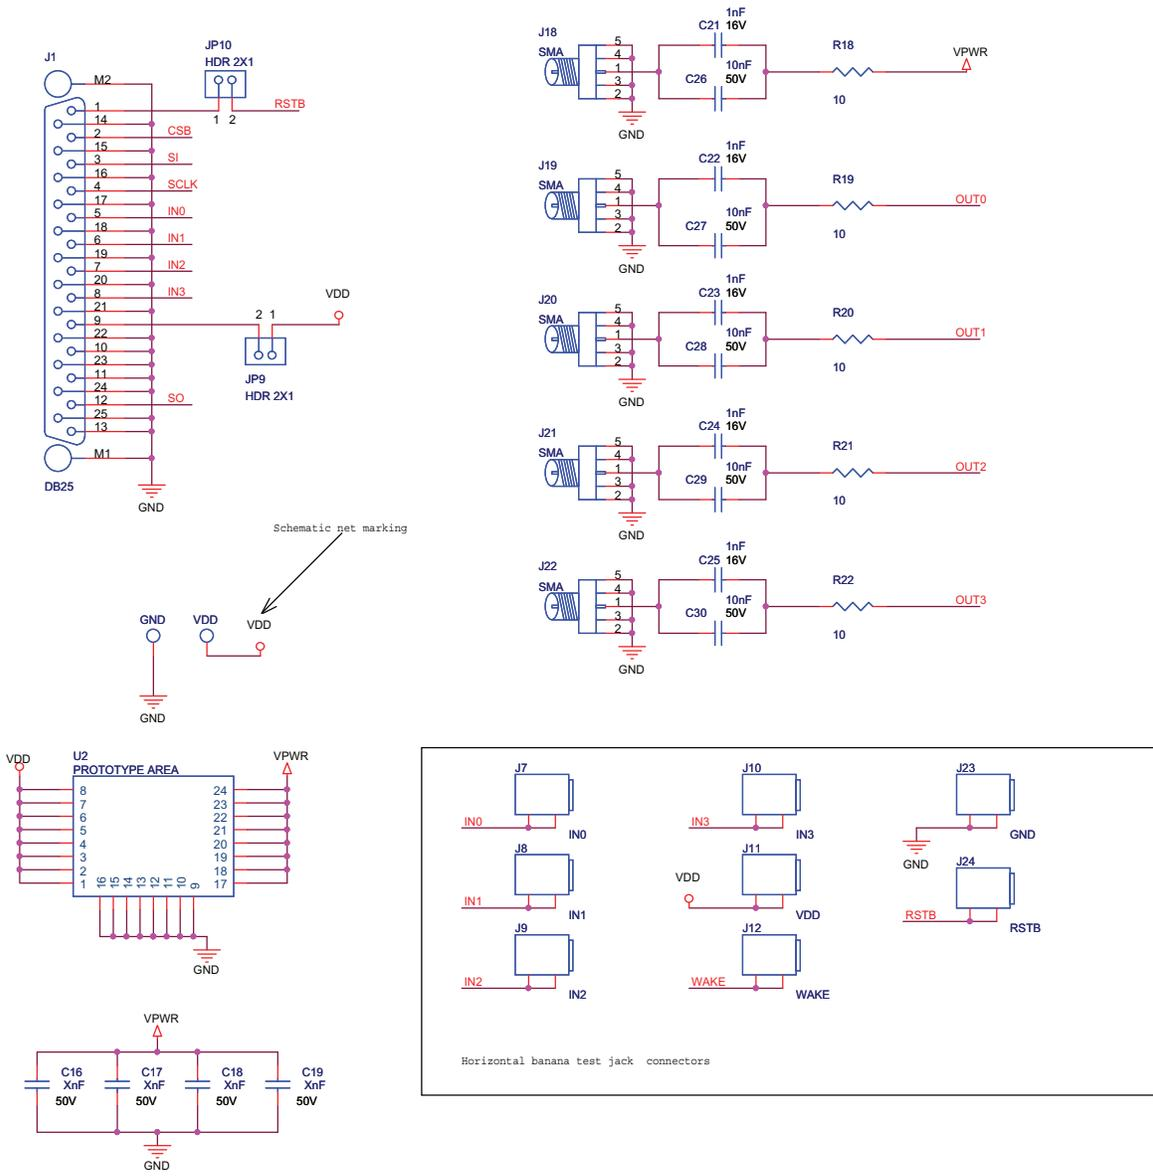 J1
M2
1
14
2
15
3
16
4
17
5
18
6
19
7
20
8
21
9
22
10
23
11
24
12
25
13
M1
DB25
GND
JP10
HDR 2X1
1 2
RSTB
CSB
SI
SCLK
IN0
IN1
IN2
IN3
SO
VDD
2 1
JP9
HDR 2X1
J18
SMA
5
4
1
3
2
GND
1nF
C21 16V
10nF
C26 50V
R18
10
VPWR
J19
SMA
5
4
1
3
2
GND
1nF
C22 16V
10nF
C27 50V
R19
10
OUT0
J20
SMA
5
4
1
3
2
GND
1nF
C23 16V
10nF
C28 50V
R20
10
OUT1
J21
SMA
5
4
1
3
2
GND
1nF
C24 16V
10nF
C29 50V
R21
10
OUT2
J22
SMA
5
4
1
3
2
GND
1nF
C25 16V
10nF
C30 50V
R22
10
OUT3
Schematic net marking
GND
VDD
VDD
GND
VDD
U2
PROTOTYPE AREA
VPWR
8
7
6
5
4
3
2
1
24
23
22
21
20
19
18
17
16 15 14 13 12 11 10 9
GND
VPWR
C16
XnF
50V
C17
XnF
50V
C18
XnF
50V
C19
XnF
50V
GND
J7
IN0
IN0
J8
IN1
IN1
J9
IN2
IN2
J10
IN3
IN3
J11
VDD
VDD
J12
WAKE
WAKE
J23
GND
GND
J24
RSTB
RSTB
Horizontal banana test jack connectors